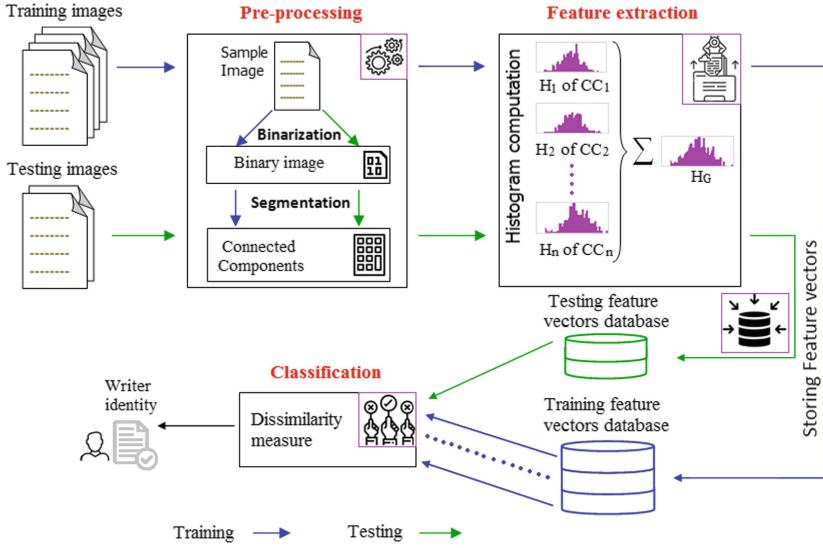 Training images
Pre-processing
Feature extraction
Sample
Image
Binarization
Binary image
01
10
Segmentation
Connected
Components
Testing images
Histogram computation
H1 of CC1
H2 of CC2
Hn of CCn
∑
HG
Storing Feature vectors
Testing feature
vectors database
Classification
Writer
identity
Dissimilarity
measure
Training feature
vectors database
Training
Testing